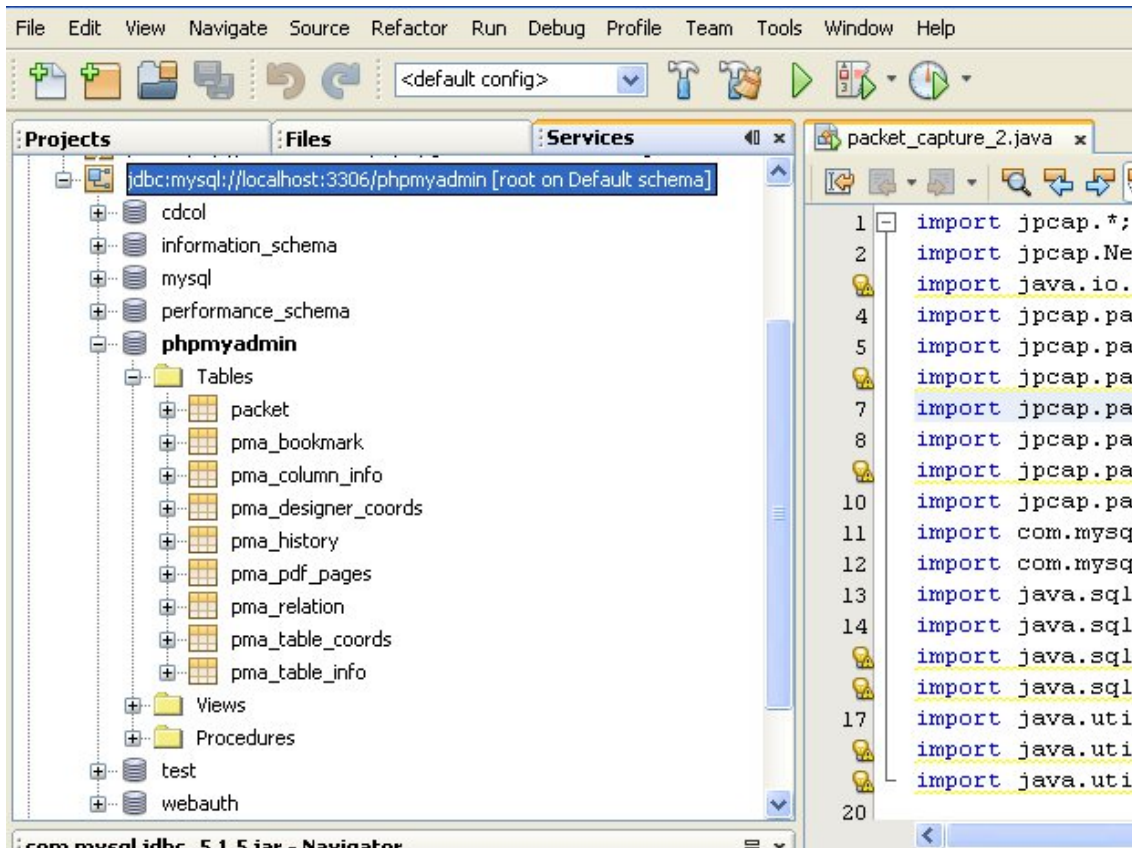 File Edit View Navigate Source Refactor Run Debug Profile Team Tools Window Help
<default config>
Projects Files Services
jdbc:mysql://localhost:3306/phpmyadmin [root on Default schema]
cdcol
information_schema
mysql
performance_schema
phpmyadmin
Tables
packet
pma_bookmark
pma_column_info
pma_designer_coords
pma_history
pma_pdf_pages
pma_relation
pma_table_coords
pma_table_info
Views
Procedures
test
webauth
com.mysql.jdbc_5.1.5.jar - Navigator
packet_capture_2.java
1 import jpcap.*;
2 import jpcap.Ne
import java.io.
4 import jpcap.pa
5 import jpcap.pa
import jpcap.pa
7 import jpcap.pa
8 import jpcap.pa
import jpcap.pa
10 import jpcap.pa
11 import com.mysq
12 import com.mysq
13 import java.sql
14 import java.sql
import java.sql
import java.sql
17 import java.uti
import java.uti
import java.uti
20